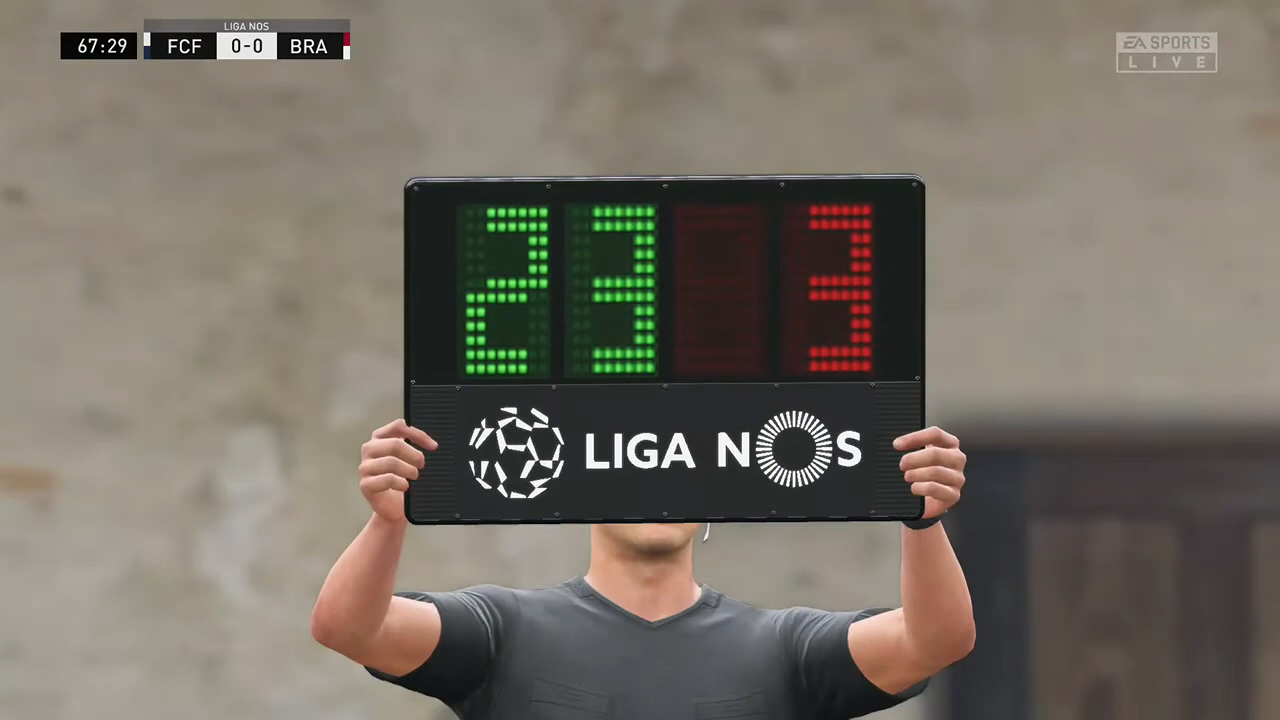 LIGA NOS
67:29 FCF 0-0 BRA
EA SPORTS
LIVE
23 3
LIGA NOS